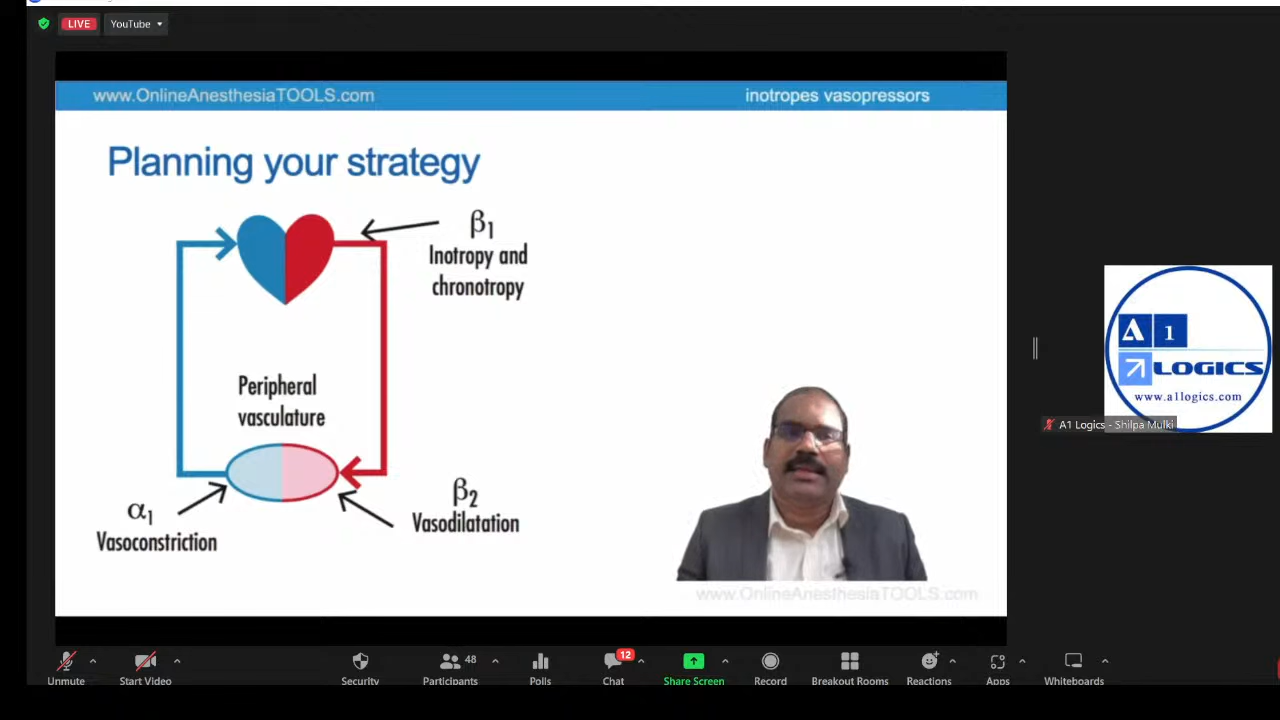 LIVE
YouTube
www.OnlineAnesthesiaTOOLS.com
inotropes vasopressors
Planning your strategy
β1
Inotropy and
chronotropy
Peripheral
vasculature
α1
Vasoconstriction
β2
Vasodilatation
www.OnlineAnesthesiaTOOLS.com
A 1
LOGICS
www.a1logics.com
A1 Logics - Shilpa Mulki
Unmute
Start Video
Security
48
Participants
Polls
12
Chat
Share Screen
Record
Breakout Rooms
Reactions
Apps
Whiteboards